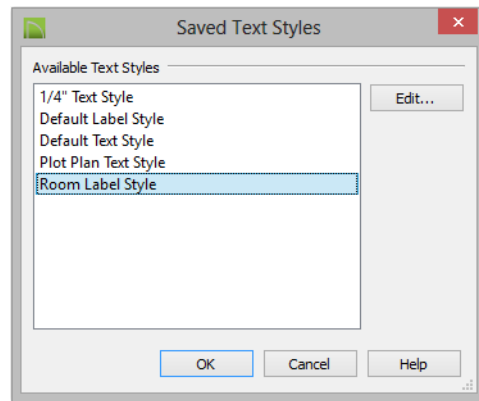 Saved Text Styles
Available Text Styles
1/4" Text Style
Default Label Style
Default Text Style
Plot Plan Text Style
Room Label Style
Edit...
OK
Cancel
Help